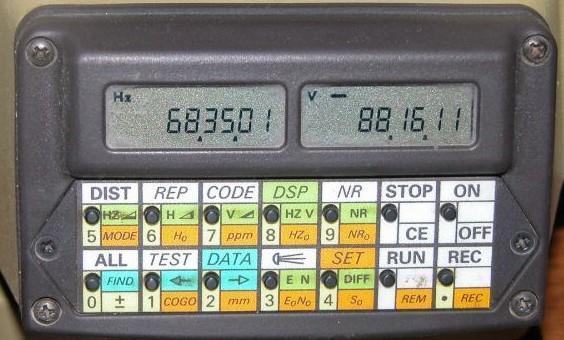 Hz 683501 V 881611
DIST REP CODE DSP NR STOP ON
HZ H V HZ V NR
5 MODE 6 H₀ 7 ppm 8 HZ₀ 9 NR₀ CE OFF
ALL TEST DATA SET RUN REC
FIND E N DIFF
0 ± 1 COGO 2 mm 3 E₀N₀ 4 S₀ REM • REC